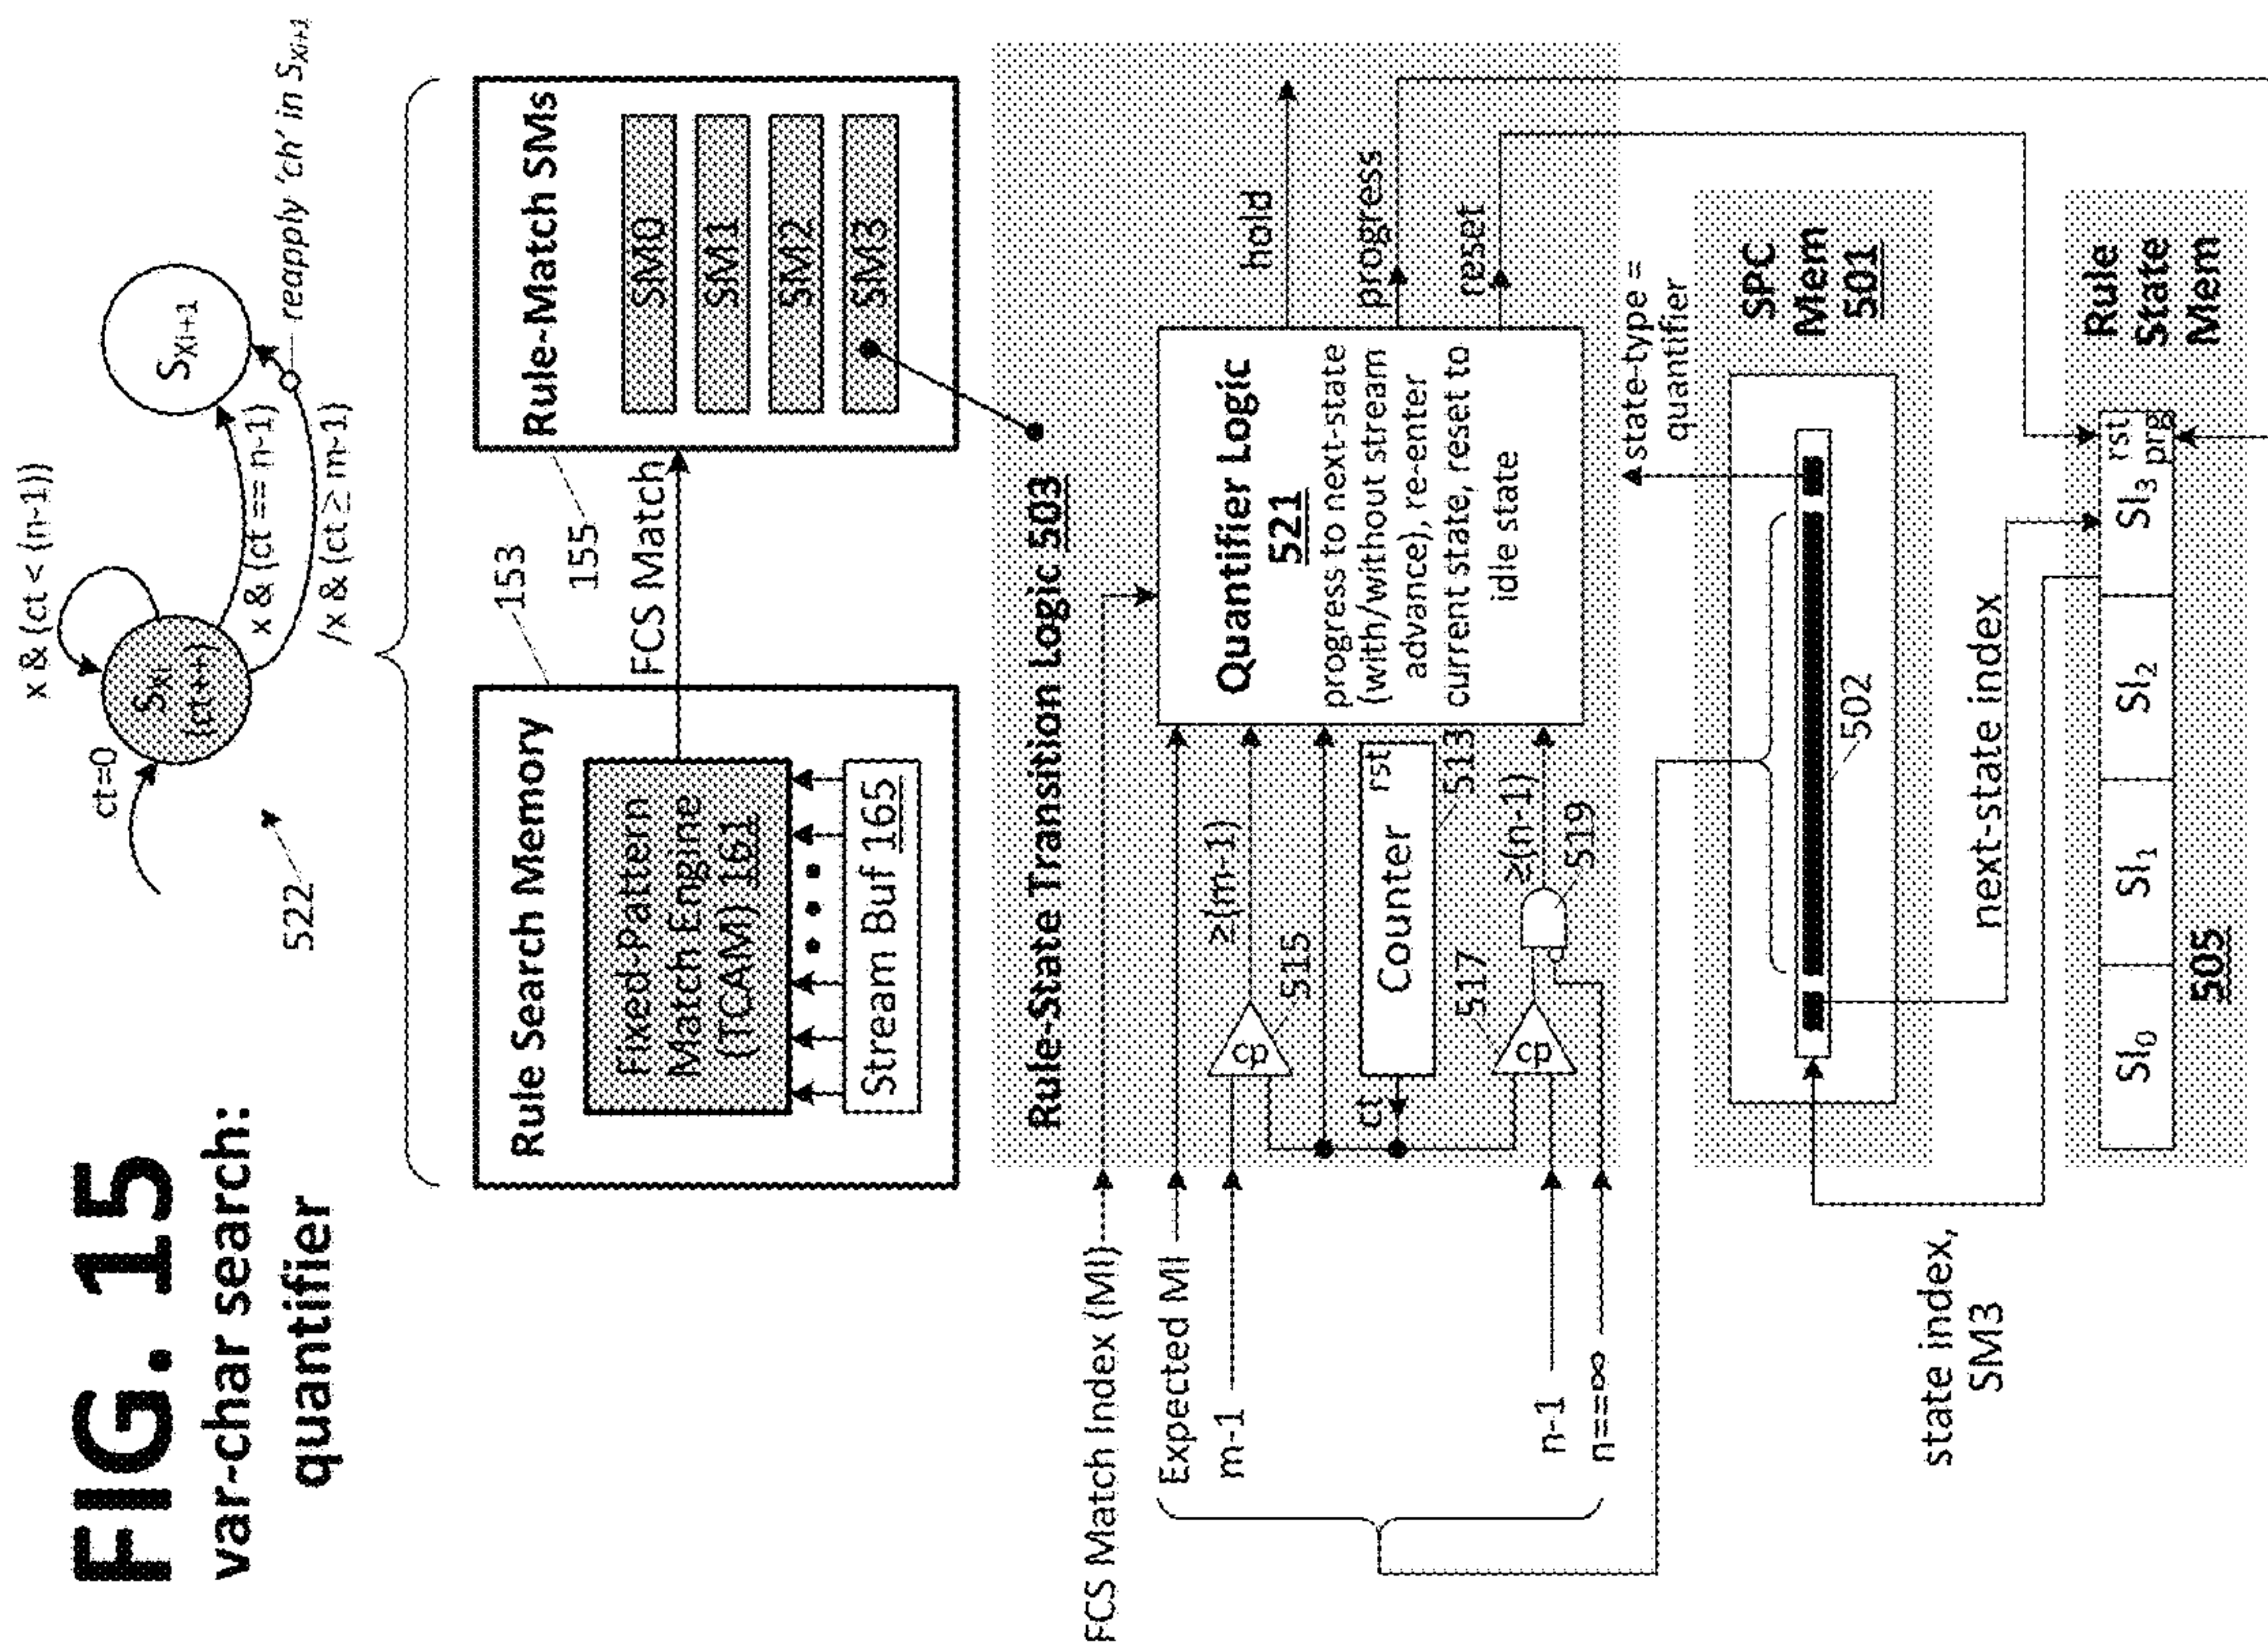 FIG. 15
var-char search:
quantifier
ct=0
x & (ct < (n-1))
S_Xi
(ct++)
S_Xi+1
x & (ct == n-1)
/x & (ct ≥ m-1)
reapply 'ch' in S_Xi+1
522
Rule Search Memory
Fixed-Pattern
Match Engine
(TCAM) 161
Stream Buf 165
153
FCS Match
155
Rule-Match SMs
SM0
SM1
SM2
SM3
Rule-State Transition Logic 503
FCS Match Index (MI)
Expected MI
m-1
n-1
n==∞
cp
≥(m-1)
515
Counter
rst
ct
513
517
cp
≥(n-1)
519
Quantifier Logic
521
progress to next-state
(with/without stream
advance), re-enter
current state, reset to
idle state
hold
progress
reset
state-type =
quantifier
SPC
Mem
501
502
next-state index
state index,
SM3
SI0
SI1
SI2
SI3
rst
prg
505
Rule
State
Mem